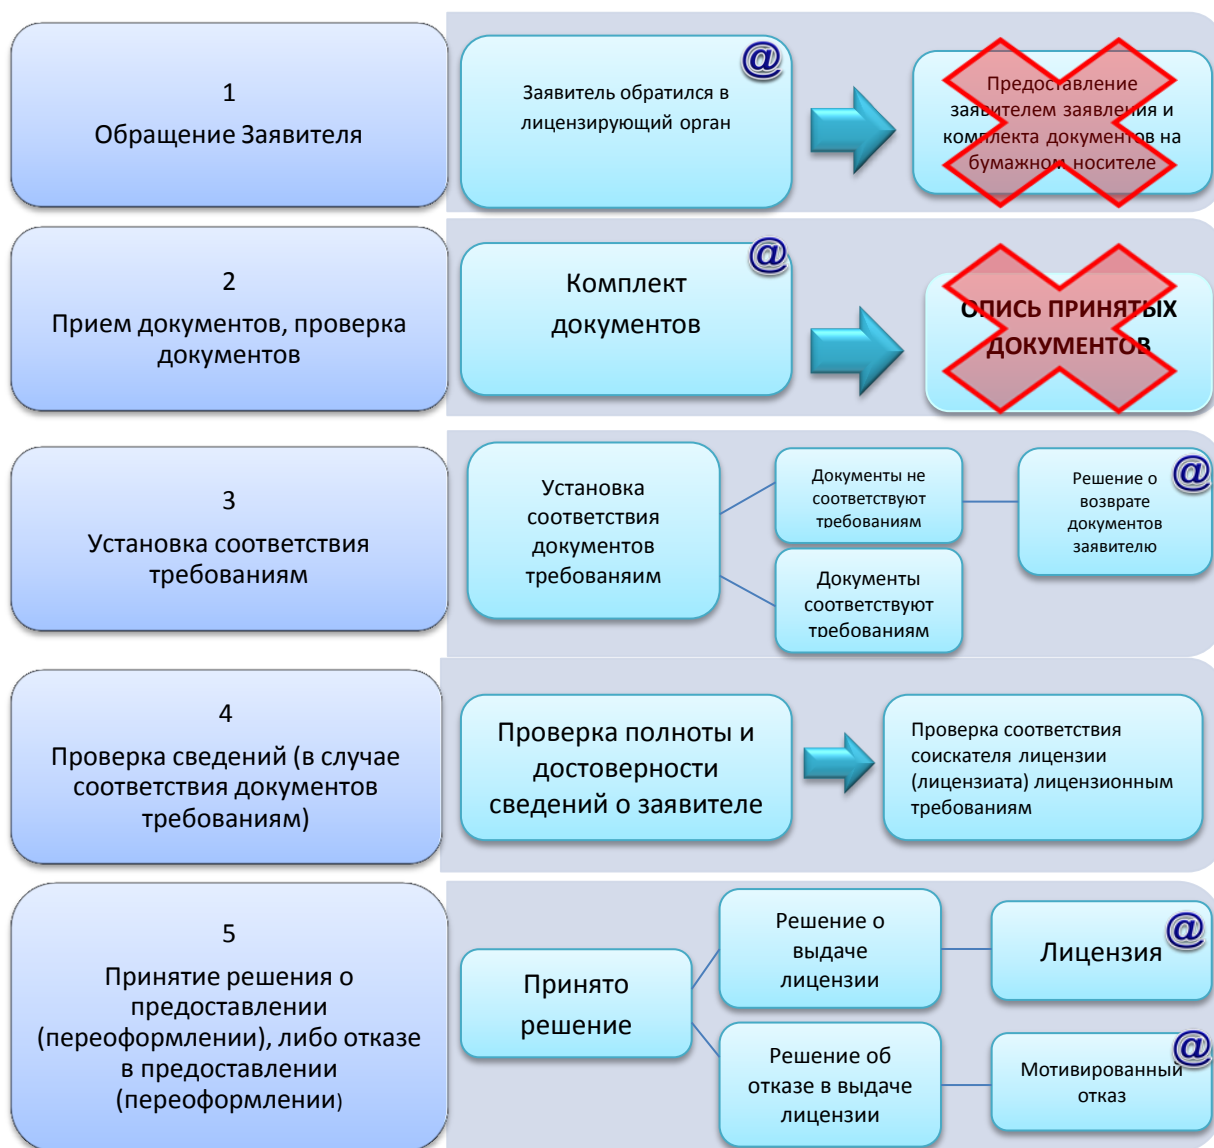 1
Обращение Заявителя
@
Заявитель обратился в
лицензирующий орган
Предоставление
заявителем заявления и
комплекта документов на
бумажном носителе
2
Прием документов, проверка
документов
@
Комплект
документов
ОПИСЬ ПРИНЯТЫХ
ДОКУМЕНТОВ
3
Установка соответствия
требованиям
Установка
соответствия
документов
требованяим
Документы не
соответствуют
требованиям
@
Решение о
возврате
документов
заявителю
Документы
соответствуют
требованиям
4
Проверка сведений (в случае
соответствия документов
требованиям)
Проверка полноты и
достоверности
сведений о заявителе
Проверка соответствия
соискателя лицензии
(лицензиата) лицензионным
требованиям
5
Принятие решения о
предоставлении
(переоформлении), либо отказе
в предоставлении
(переоформлении)
Принято
решение
Решение о
выдаче
лицензии
@
Лицензия
Решение об
отказе в выдаче
лицензии
@
Мотивированный
отказ